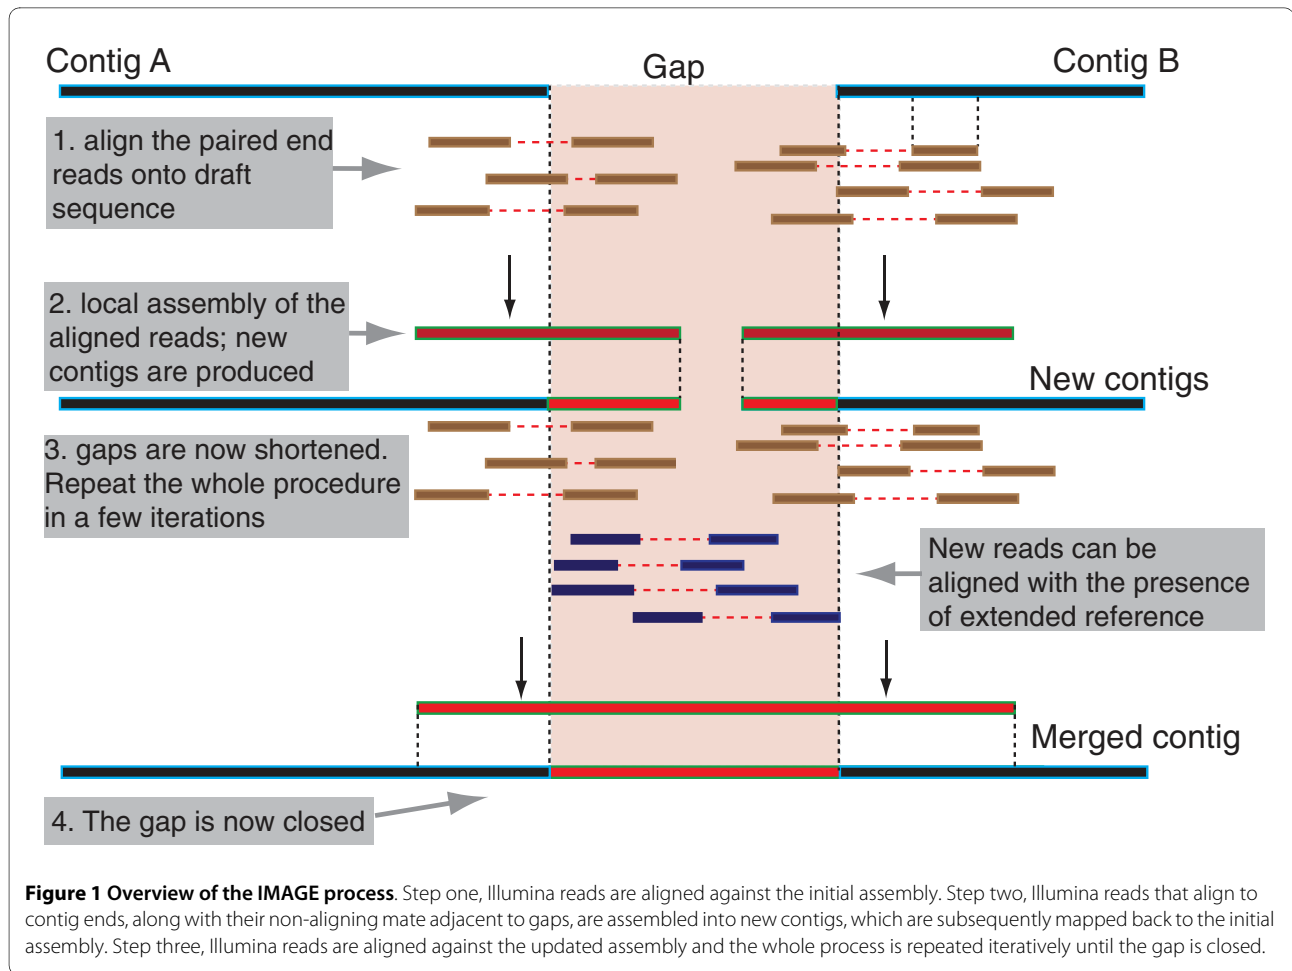 Contig A
Gap
Contig B
1. align the paired end
reads onto draft
sequence
2. local assembly of the
aligned reads; new
contigs are produced
New contigs
3. gaps are now shortened.
Repeat the whole procedure
in a few iterations
New reads can be
aligned with the presence
of extended reference
Merged contig
4. The gap is now closed
Figure 1 Overview of the IMAGE process. Step one, Illumina reads are aligned against the initial assembly. Step two, Illumina reads that align to
contig ends, along with their non-aligning mate adjacent to gaps, are assembled into new contigs, which are subsequently mapped back to the initial
assembly. Step three, Illumina reads are aligned against the updated assembly and the whole process is repeated iteratively until the gap is closed.